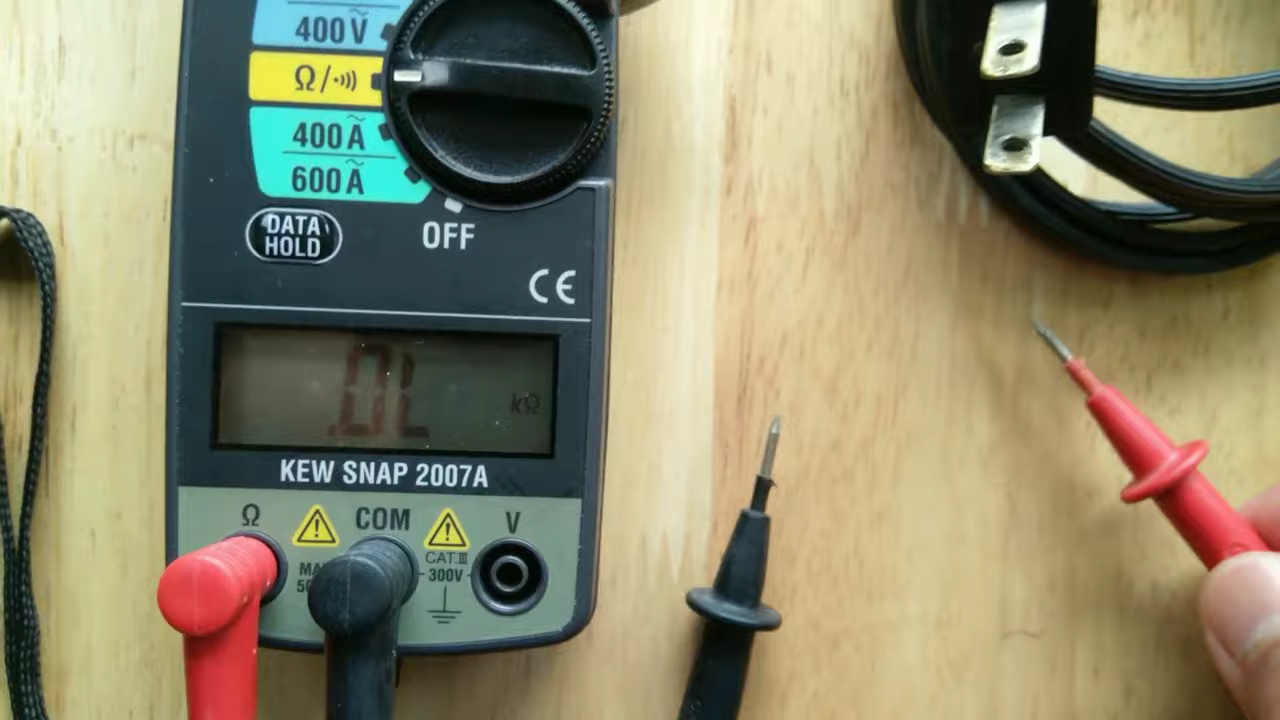 400V
Ω/
400A
600A
DATA
HOLD
OFF
CE
.OL kΩ
KEW SNAP 2007A
Ω COM V
CAT.III
300V